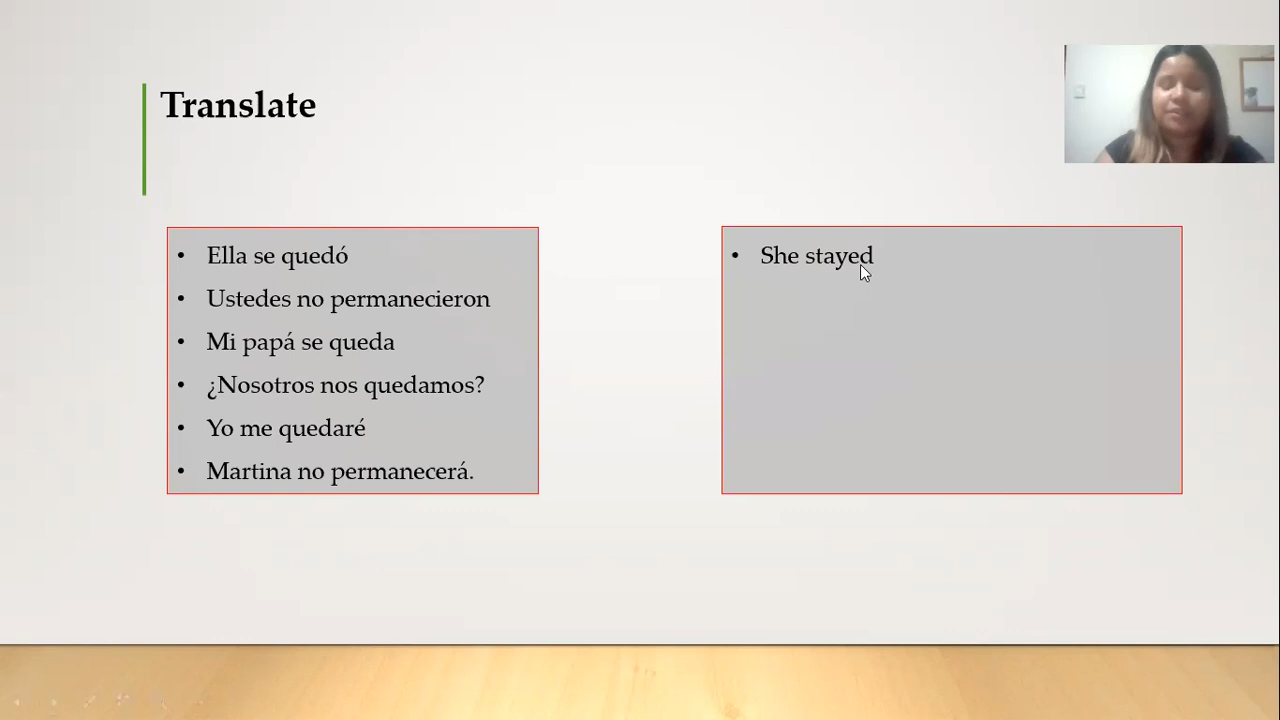 Translate
• Ella se quedó
• Ustedes no permanecieron
• Mi papá se queda
• ¿Nosotros nos quedamos?
• Yo me quedaré
• Martina no permanecerá.
• She stayed